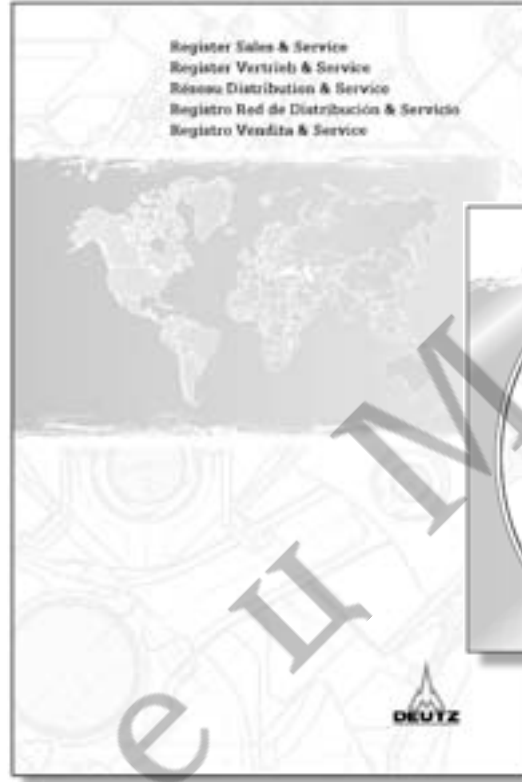 Register Sales & Service
Register Vertrieb & Service
Réseau Distribution & Service
Registro Red de Distribución & Servicio
Registro Vendita & Service
DEUTZ
е ц М